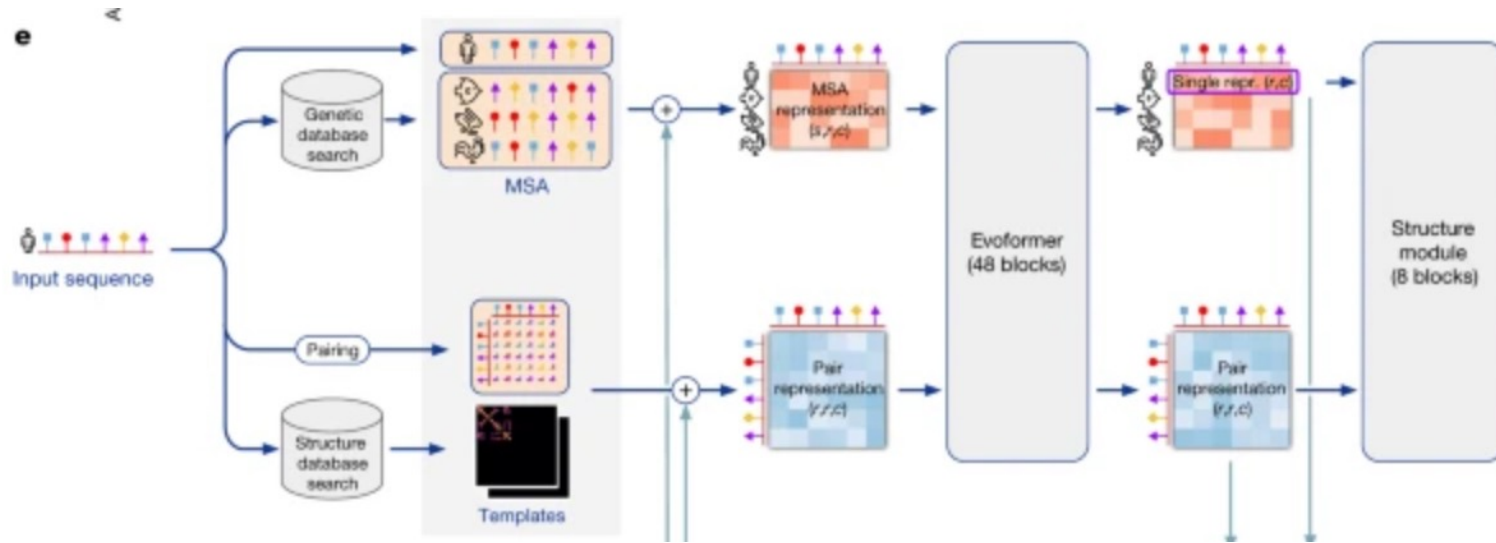 A
e
Genetic
database
search
MSA
MSA
representation
(s,r,c)
Single repr. (r,c)
Input sequence
Evoformer
(48 blocks)
Structure
module
(8 blocks)
Pairing
Pair
representation
(r,r,c)
Pair
representation
(r,r,c)
Structure
database
search
Templates